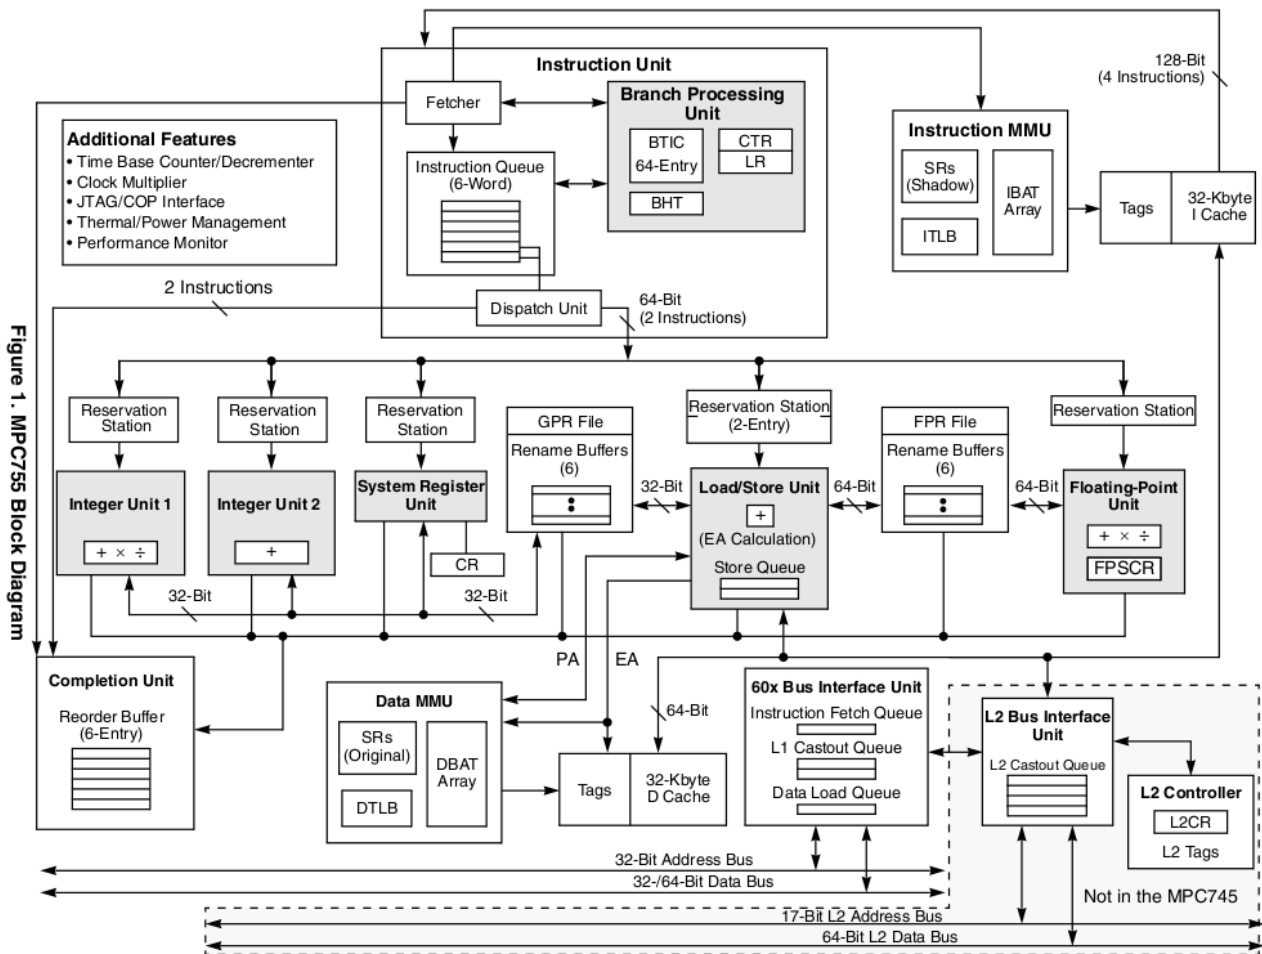 128-Bit
(4 Instructions)
Instruction Unit
Fetcher
Branch Processing
Unit
BTIC
64-Entry
CTR
LR
BHT
Instruction MMU
SRs
(Shadow)
ITLB
IBAT
Array
Tags
32-Kbyte
I Cache
Additional Features
• Time Base Counter/Decrementer
• Clock Multiplier
• JTAG/COP Interface
• Thermal/Power Management
• Performance Monitor
Instruction Queue
(6-Word)
2 Instructions
Dispatch Unit
64-Bit
(2 Instructions)
Figure 1. MPC755 Block Diagram
Reservation
Station
Reservation
Station
Reservation
Station
GPR File
Rename Buffers
(6)
Reservation Station
(2-Entry)
FPR File
Rename Buffers
(6)
Reservation Station
Integer Unit 1
+ × ÷
Integer Unit 2
+
System Register
Unit
CR
32-Bit
Load/Store Unit
+
(EA Calculation)
Store Queue
64-Bit
64-Bit
Floating-Point
Unit
+ × ÷
FPSCR
32-Bit
32-Bit
PA
EA
Completion Unit
Reorder Buffer
(6-Entry)
Data MMU
SRs
(Original)
DTLB
DBAT
Array
64-Bit
Tags
32-Kbyte
D Cache
60x Bus Interface Unit
Instruction Fetch Queue
L1 Castout Queue
Data Load Queue
L2 Bus Interface
Unit
L2 Castout Queue
L2 Controller
L2CR
L2 Tags
32-Bit Address Bus
32-/64-Bit Data Bus
Not in the MPC745
17-Bit L2 Address Bus
64-Bit L2 Data Bus